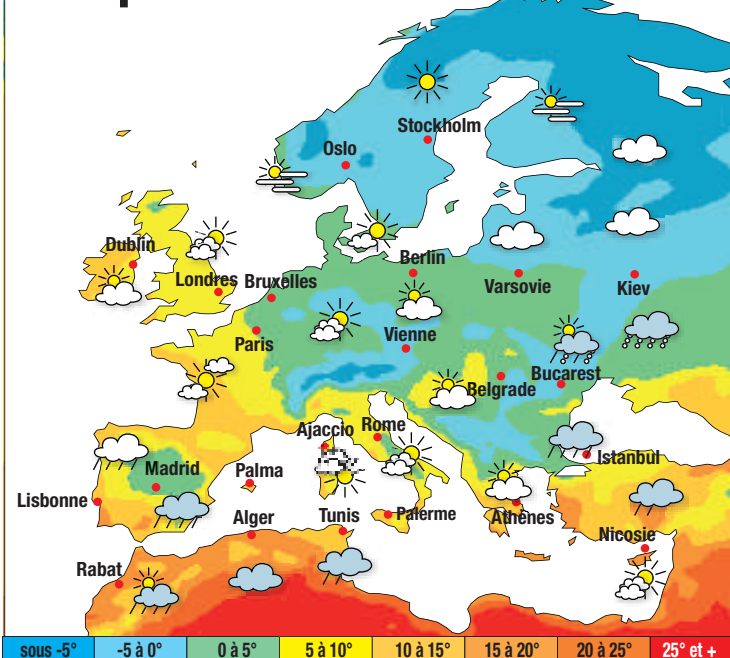 Stockholm
Oslo
Dublin
Londres Bruxelles
Berlin
Varsovie
Kiev
Paris
Vienne
Belgrade
Bucarest
Ajaccio
Rome
Istanbul
Madrid
Palma
Lisbonne
Alger
Tunis
Palerme
Athènes
Nicosie
Rabat
sous -5° -5 à 0° 0 à 5° 5 à 10° 10 à 15° 15 à 20° 20 à 25° 25° et +